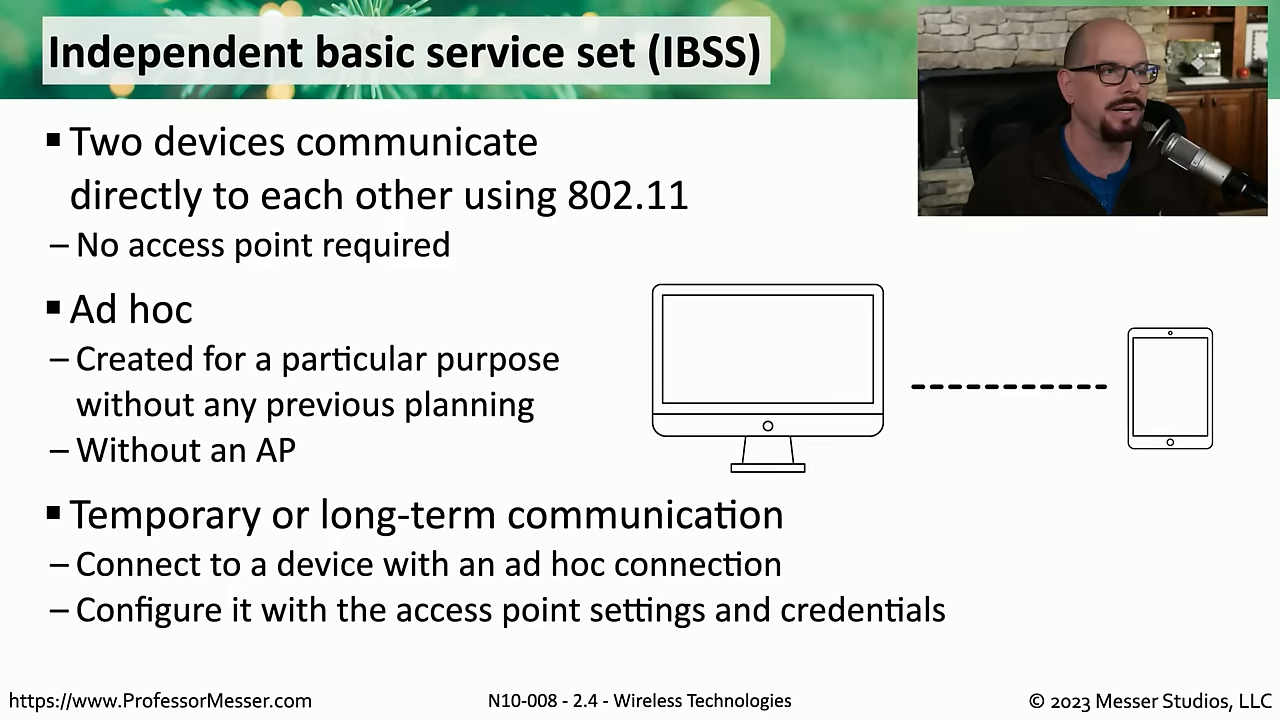 Independent basic service set (IBSS)
▪ Two devices communicate
directly to each other using 802.11
– No access point required
▪ Ad hoc
– Created for a particular purpose
without any previous planning
– Without an AP
▪ Temporary or long-term communication
– Connect to a device with an ad hoc connection
– Configure it with the access point settings and credentials
https://www.ProfessorMesser.com
N10-008 - 2.4 - Wireless Technologies
© 2023 Messer Studios, LLC